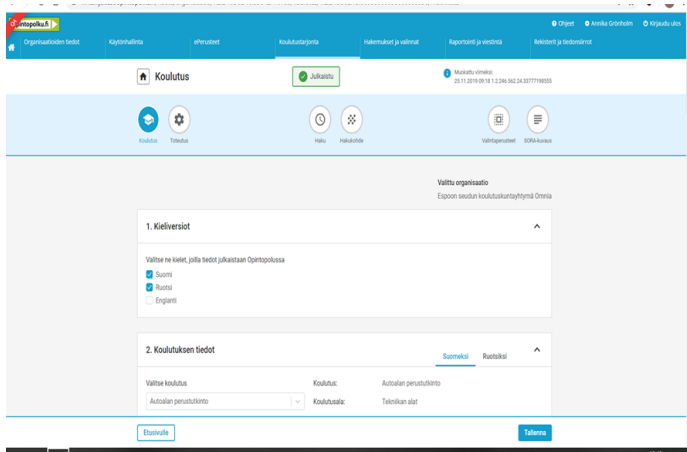 opintopolku.fi
Ohjeet Annika Grönholm Kirjaudu ulos
Organisaatioiden tiedot Käytönhallinta ePerusteet Koulutustarjonta Hakemukset ja valinnat Raportointi ja viestintä Rekisterit ja tiedonsiirrot
Koulutus Julkaistu Muokattu viimeksi:
25.11.2019 09.18 1.2.246.562.24.33777198555
Koulutus Toteutus Haku Hakukohde Valintaperusteet SORA-kuvaus
Valittu organisaatio
Espoon seudun koulutuskuntayhtymä Omnia
1. Kieliversiot
Valitse ne kielet, joilla tiedot julkaistaan Opintopolussa
Suomi
Ruotsi
Englanti
2. Koulutuksen tiedot Suomeksi Ruotsiksi
Valitse koulutus Koulutus: Autoalan perustutkinto
Autoalan perustutkinto Koulutusala: Tekniikan alat
Etusivulle Tallenna